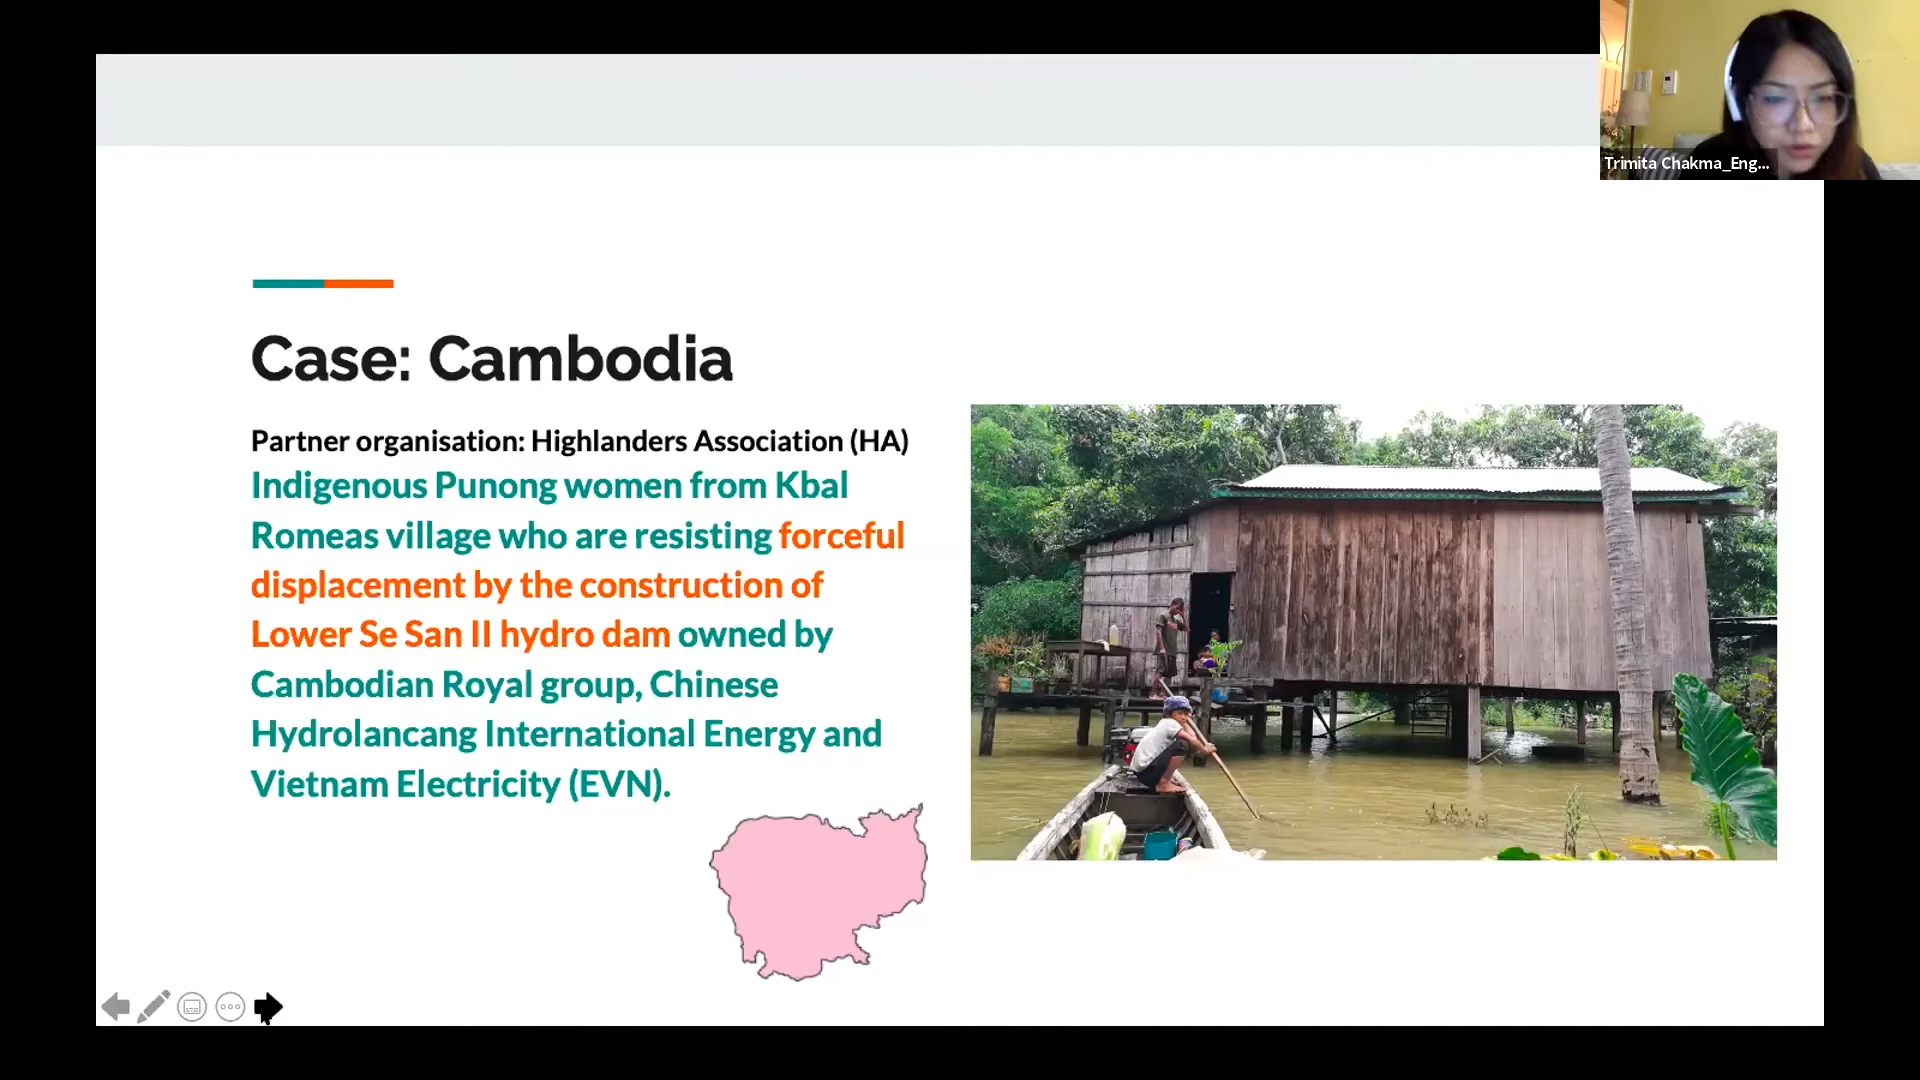 Trimita Chakma_Eng...
Case: Cambodia
Partner organisation: Highlanders Association (HA)
Indigenous Punong women from Kbal
Romeas village who are resisting forceful
displacement by the construction of
Lower Se San II hydro dam owned by
Cambodian Royal group, Chinese
Hydrolancang International Energy and
Vietnam Electricity (EVN).